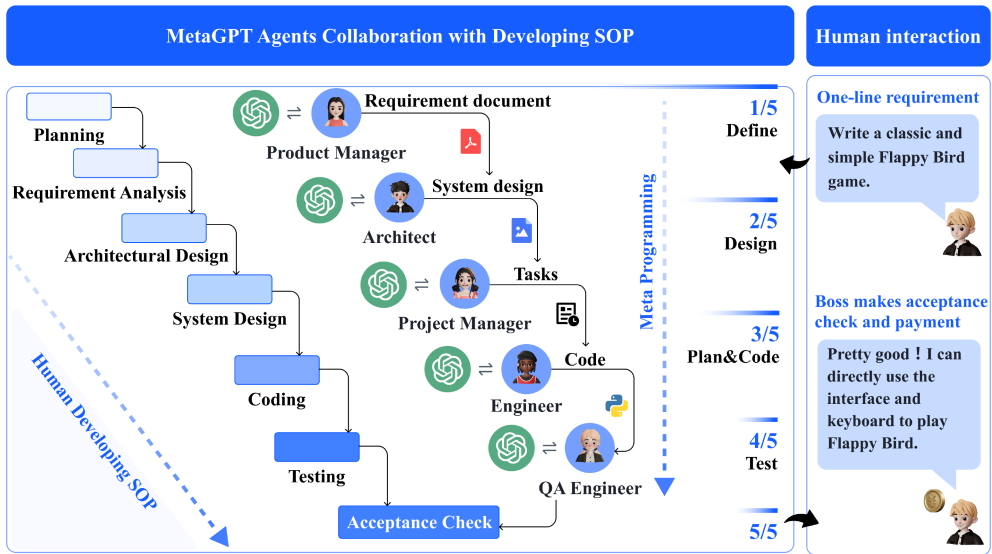 MetaGPT Agents Collaboration with Developing SOP
Human interaction
Planning
Requirement Analysis
Architectural Design
System Design
Coding
Testing
Human Developing SOP
Requirement document
Product Manager
System design
Architect
Tasks
Project Manager
Code
Engineer
QA Engineer
Acceptance Check
Meta Programming
1/5
Define
2/5
Design
3/5
Plan&Code
4/5
Test
5/5
One-line requirement
Write a classic and
simple Flappy Bird
game.
Boss makes acceptance
check and payment
Pretty good ! I can
directly use the
interface and
keyboard to play
Flappy Bird.